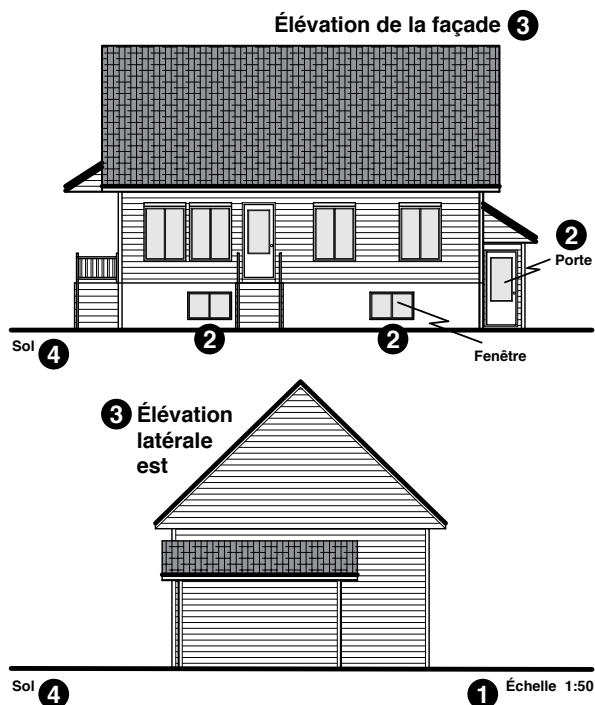 Élévation de la façade 3
2
Porte
Sol 4
2
2
Fenêtre
3 Élévation
latérale
est
Sol 4
1 Échelle 1:50